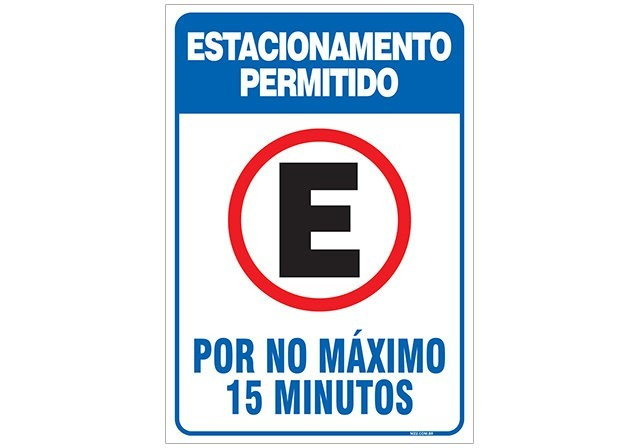 ESTACIONAMENTO
PERMITIDO
E
POR NO MÁXIMO
15 MINUTOS